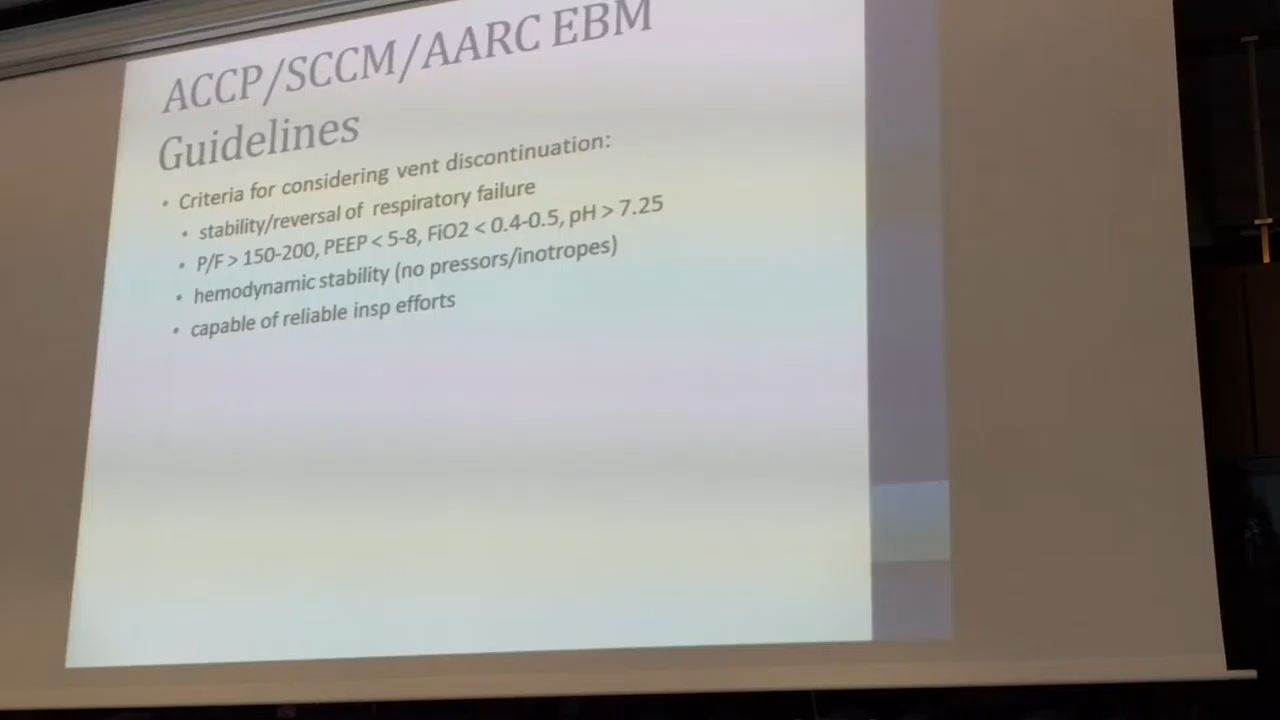 ACCP/SCCM/AARC EBM
Guidelines
• Criteria for considering vent discontinuation:
• stability/reversal of respiratory failure
• P/F > 150-200, PEEP < 5-8, FiO2 < 0.4-0.5, pH > 7.25
• hemodynamic stability (no pressors/inotropes)
• capable of reliable insp efforts